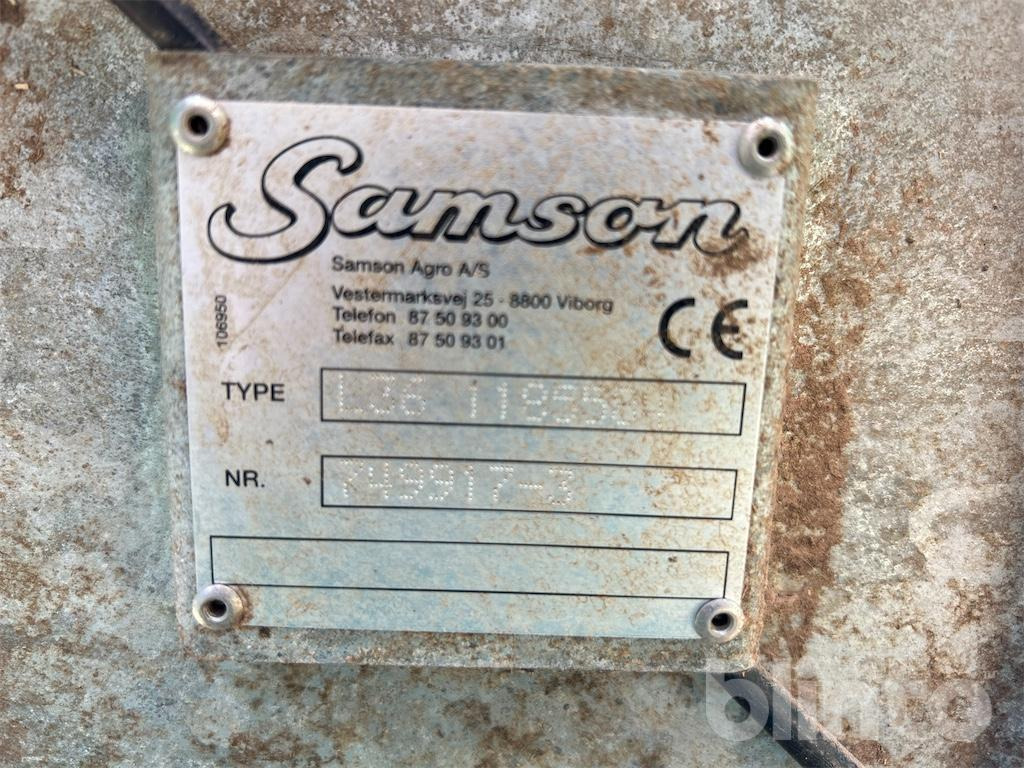 Samson
Samson Agro A/S
Vestermarksvej 25 - 8800 Viborg
Telefon 87 50 93 00
Telefax 87 50 93 01
106950
CE
TYPE L36
NR. 749917-3
blinto